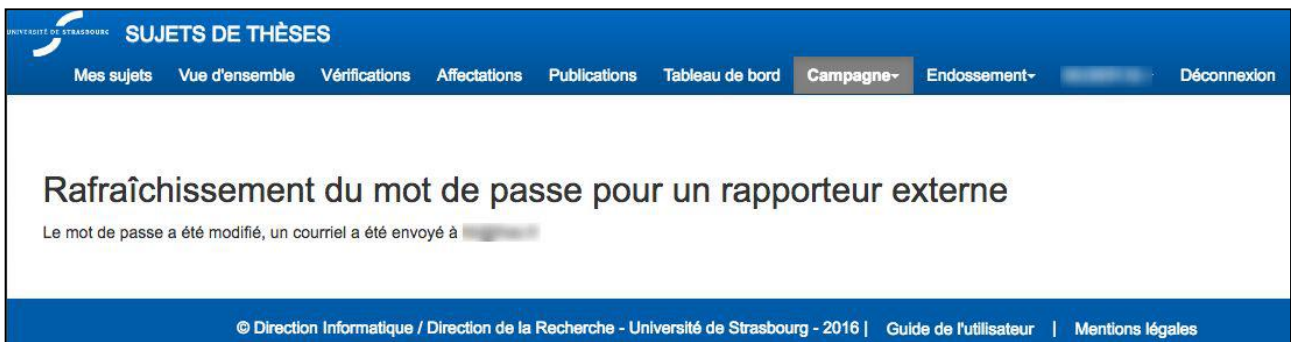 UNIVERSITÉ DE STRASBOURG
SUJETS DE THÈSES
Mes sujets Vue d'ensemble Vérifications Affectations Publications Tableau de bord Campagne Endossement Déconnexion
Rafraîchissement du mot de passe pour un rapporteur externe
Le mot de passe a été modifié, un courriel a été envoyé à
© Direction Informatique / Direction de la Recherche - Université de Strasbourg - 2016 | Guide de l'utilisateur | Mentions légales